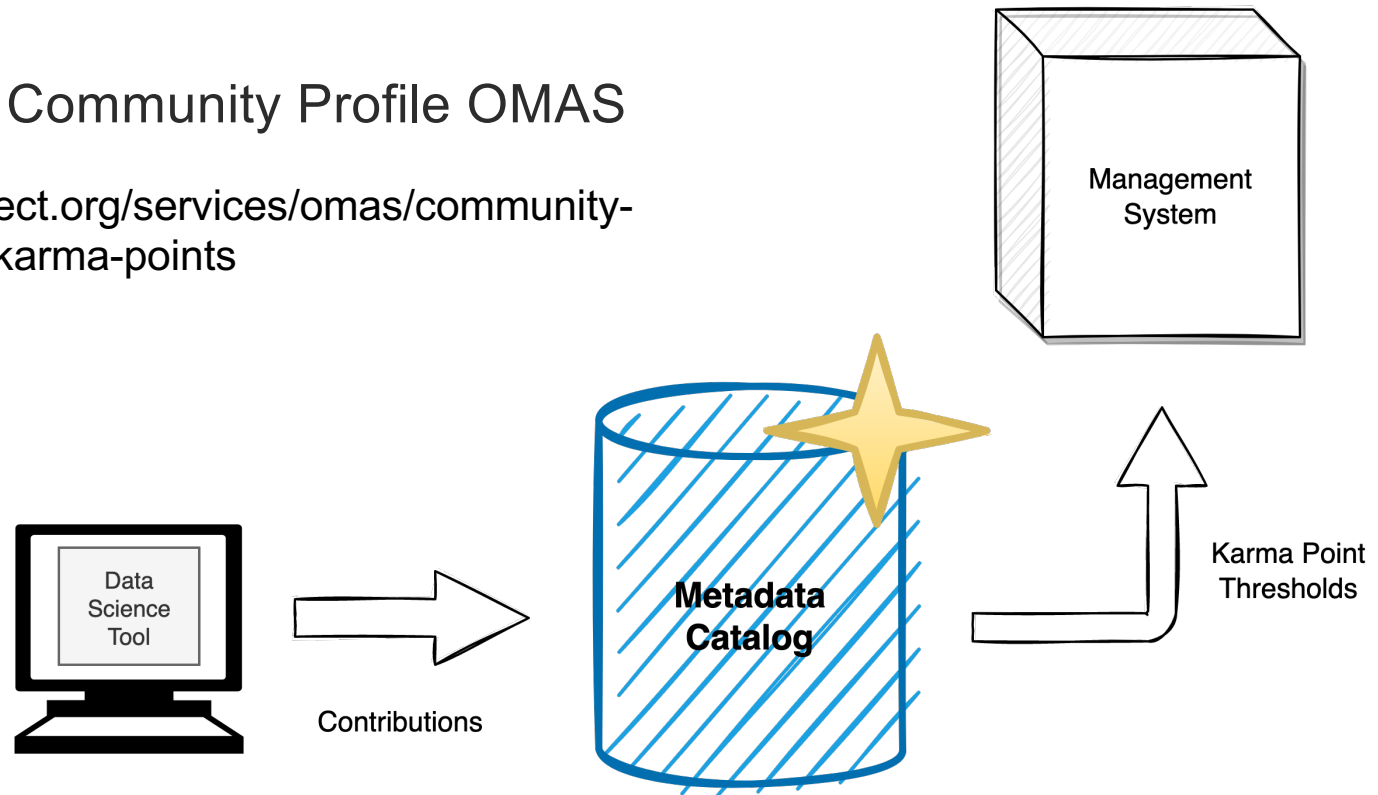 Community Profile OMAS
ect.org/services/omas/community-
karma-points
Management
System
Data
Science
Tool
Contributions
Metadata
Catalog
Karma Point
Thresholds